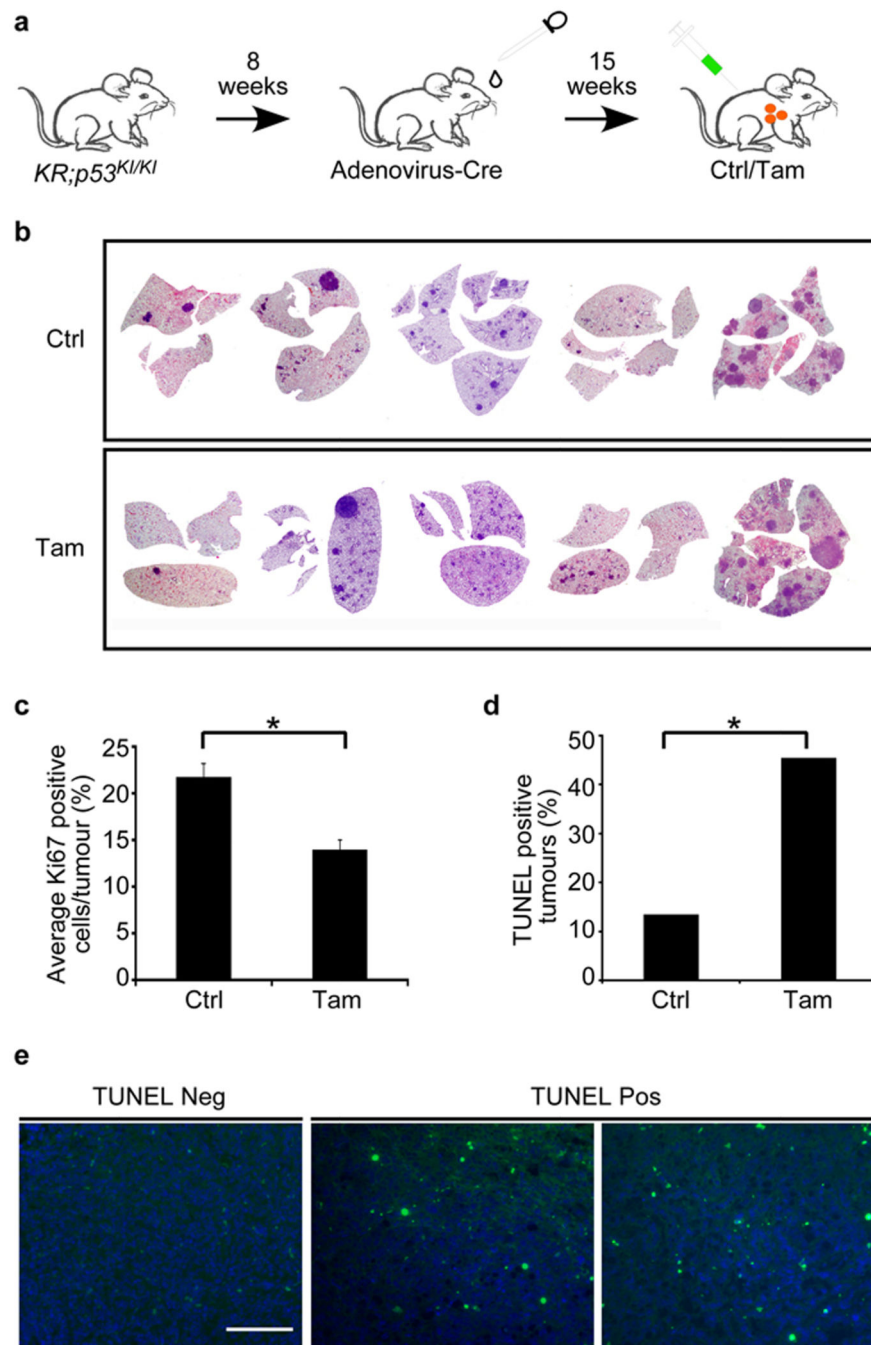 a
8
weeks
15
weeks
KR;p53KI/KI
Adenovirus-Cre
Ctrl/Tam
b
Ctrl
Tam
c
*
Average Ki67 positive
cells/tumour (%)
25
20
15
10
5
0
Ctrl
Tam
d
*
TUNEL positive
tumours (%)
50
40
30
20
10
0
Ctrl
Tam
e
TUNEL Neg
TUNEL Pos